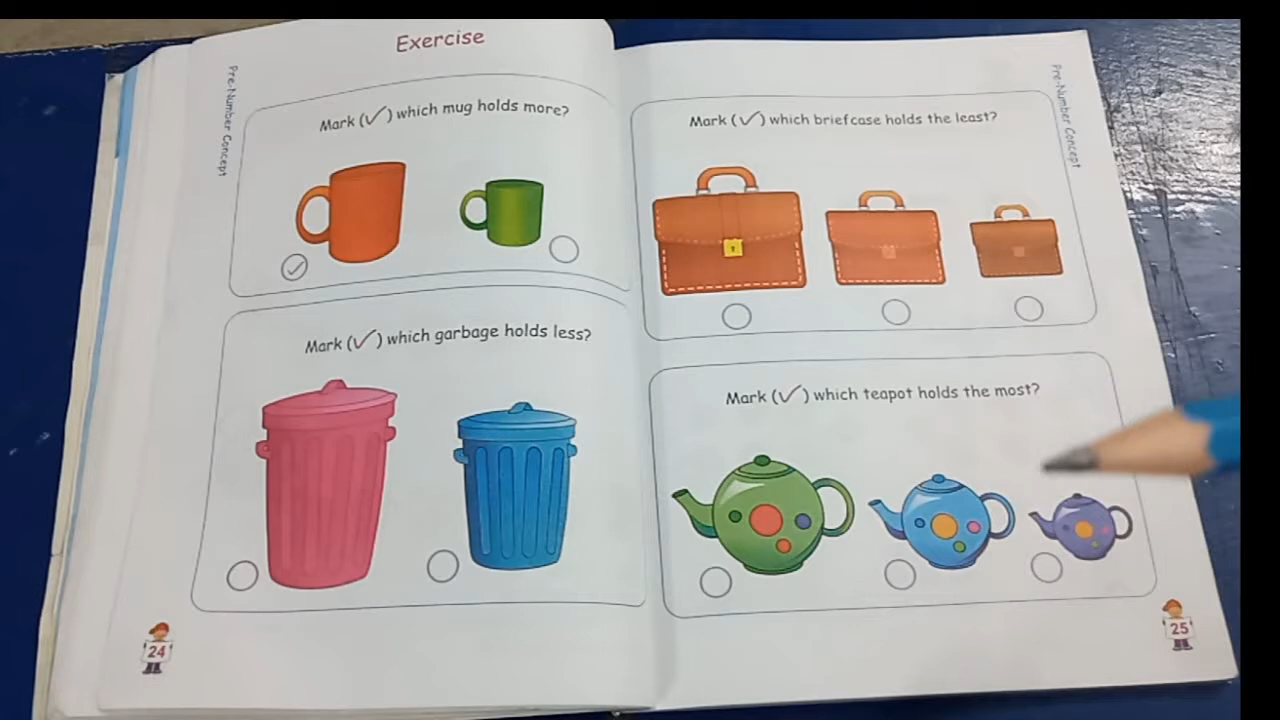 Exercise
Pre-Number Concept
Mark (✓) which mug holds more?
Mark (✓) which garbage holds less?
24
Pre-Number Concept
Mark (✓) which briefcase holds the least?
Mark (✓) which teapot holds the most?
25